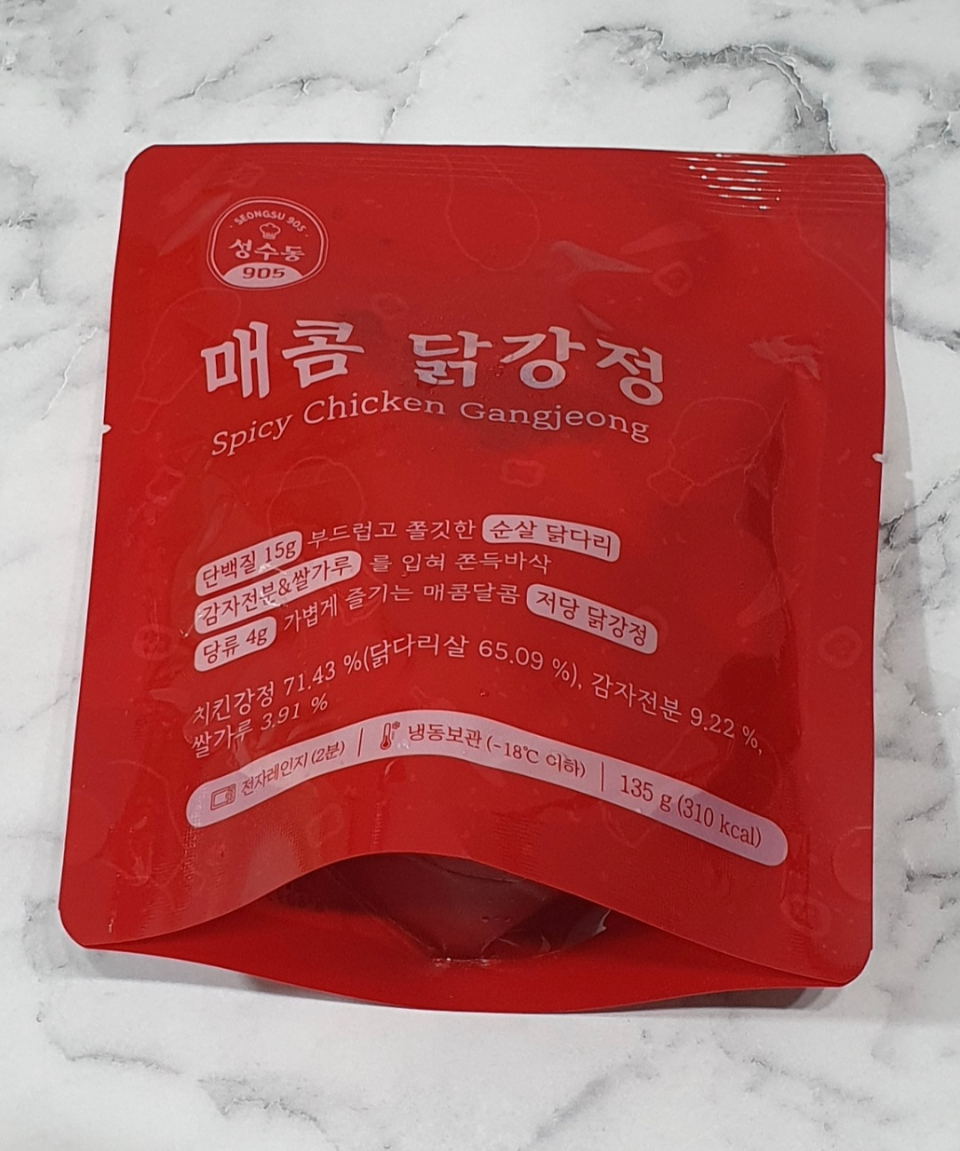 · SEONGSU 905 ·
성수동
905
매콤 닭강정
Spicy Chicken Gangjeong
단백질 15g 부드럽고 쫄깃한 순살 닭다리
감자전분&쌀가루 를 입혀 쫀득바삭
당류 4g 가볍게 즐기는 매콤달콤 저당 닭강정
치킨강정 71.43 %(닭다리살 65.09 %), 감자전분 9.22 %,
쌀가루 3.91 %
전자레인지 (2분) | 냉동보관 (-18℃ 이하) | 135 g (310 kcal)